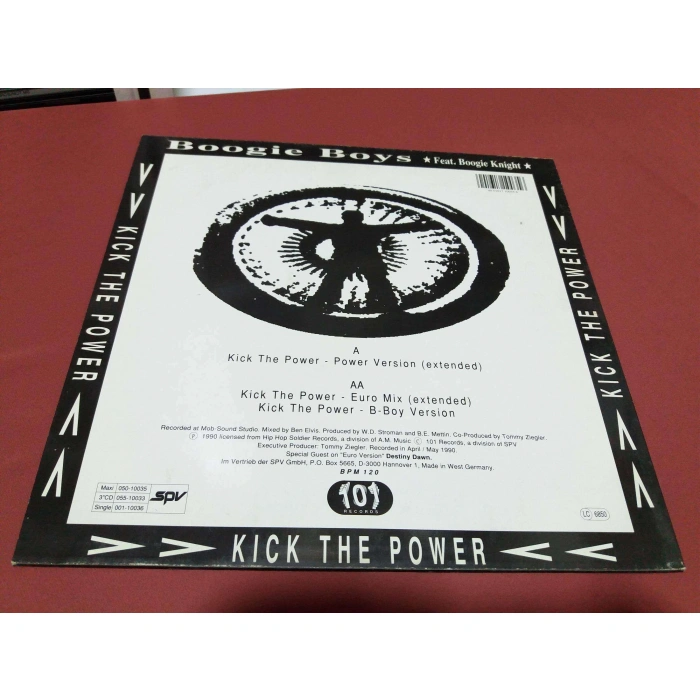 Boogie Boys ★ Feat. Boogie Knight ★
KICK THE POWER
KICK THE POWER
A
Kick The Power - Power Version (extended)
AA
Kick The Power - Euro Mix (extended)
Kick The Power - B-Boy Version
Recorded at Mob Sound Studio. Mixed by Ben Elvis. Produced by W.D. Stroman and B.E. Mettin. Co-Produced by Tommy Ziegler.
Ⓟ 1990 licensed from Hip Hop Soldier Records, a division of A.M. Music Ⓒ 101 Records, a division of SPV
Executive Producer: Tommy Ziegler. Recorded in April / May 1990.
Special Guest on "Euro Version" Destiny Dawn.
Im Vertrieb der SPV GmbH, P.O. Box 5665, D-3000 Hannover 1, Made in West Germany.
BPM 120
Maxi 050-10035
3"CD 055-10033
Single 001-10036
SPV
101
RECORDS
LC 6850
KICK THE POWER